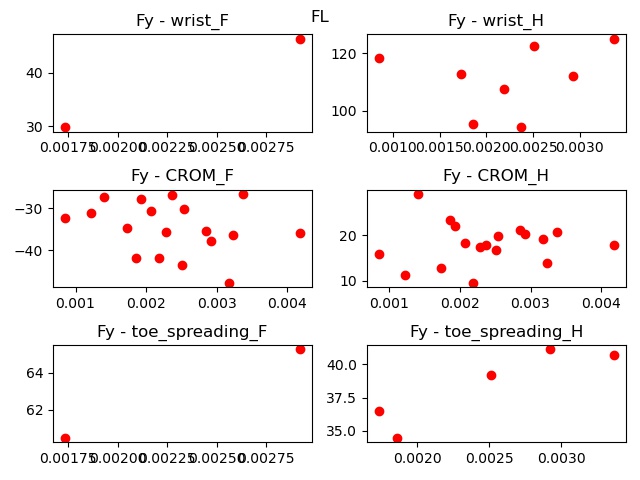 FL
Fy - wrist_F
40
30
0.00175 0.00200 0.00225 0.00250 0.00275
Fy - wrist_H
120
100
0.0010 0.0015 0.0020 0.0025 0.0030
Fy - CROM_F
−30
−40
0.001 0.002 0.003 0.004
Fy - CROM_H
20
10
0.001 0.002 0.003 0.004
Fy - toe_spreading_F
64
62
0.00175 0.00200 0.00225 0.00250 0.00275
Fy - toe_spreading_H
40.0
37.5
35.0
0.0020 0.0025 0.0030